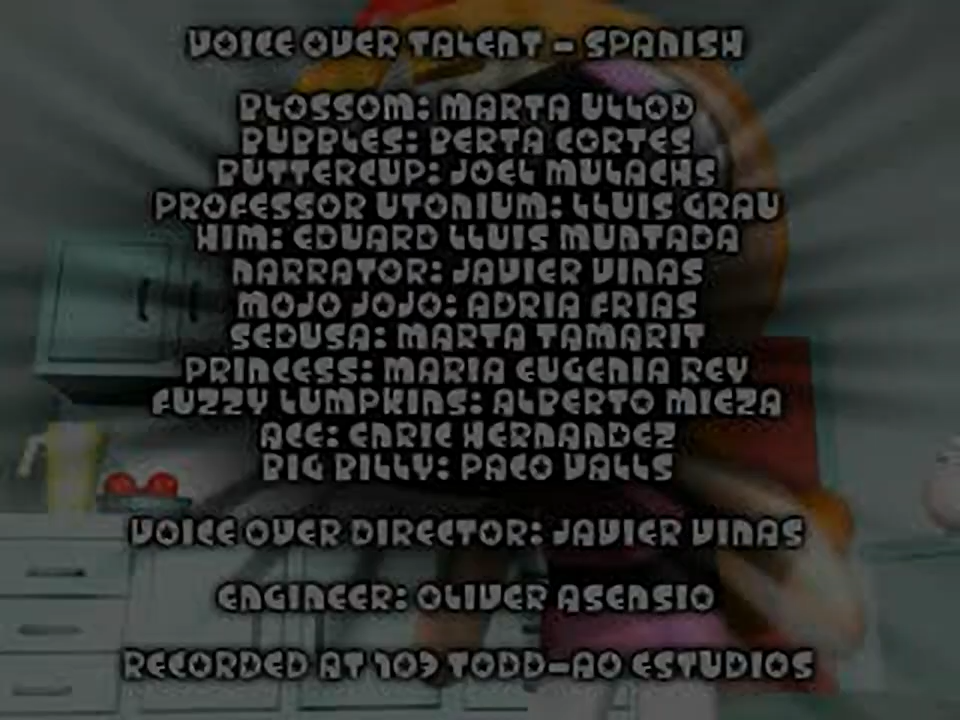 VOICE OVER TALENT - SPANISH
BLOSSOM: MARTA ULLOD
BUBBLES: BERTA CORTES
BUTTERCUP: JOEL MULACHS
PROFESSOR UTONIUM: LLUIS GRAU
HIM: EDUARD LLUIS MUNTADA
NARRATOR: JAVIER VINAS
MOJO JOJO: ADRIA FRIAS
SEDUSA: MARTA TAMARIT
PRINCESS: MARIA EUGENIA REY
FUZZY LUMPKINS: ALBERTO MIEZA
ACE: ENRIC HERNANDEZ
BIG BILLY: PACO VALLS
VOICE OVER DIRECTOR: JAVIER VINAS
ENGINEER: OLIVER ASENSIO
RECORDED AT 103 TODD-AO ESTUDIOS